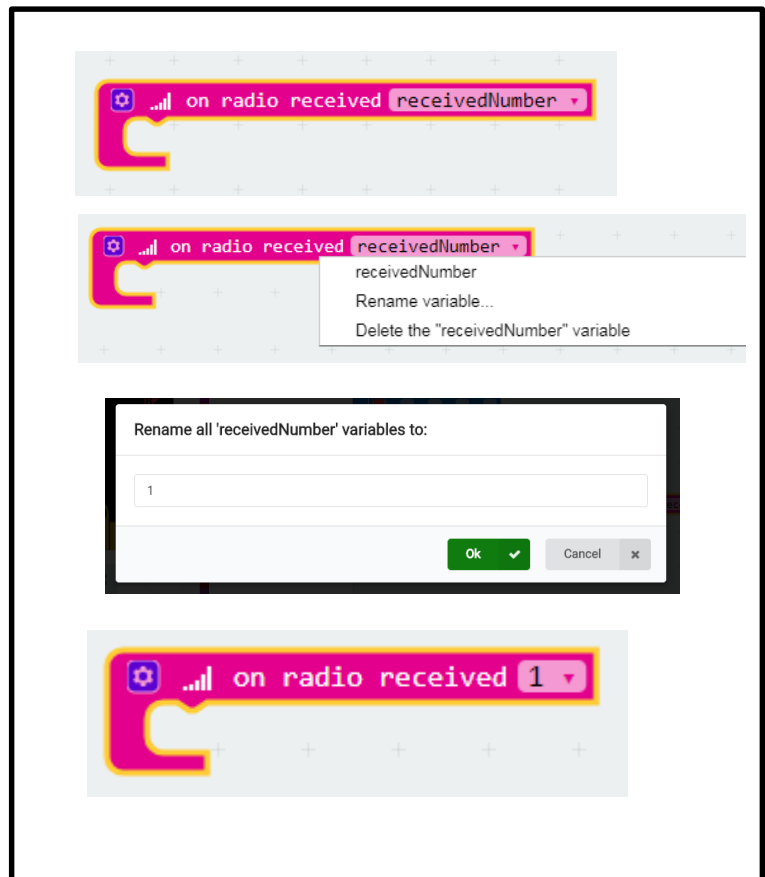 on radio received receivedNumber
on radio received receivedNumber
receivedNumber
Rename variable...
Delete the "receivedNumber" variable
Rename all 'receivedNumber' variables to:
1
Ok Cancel
on radio received 1